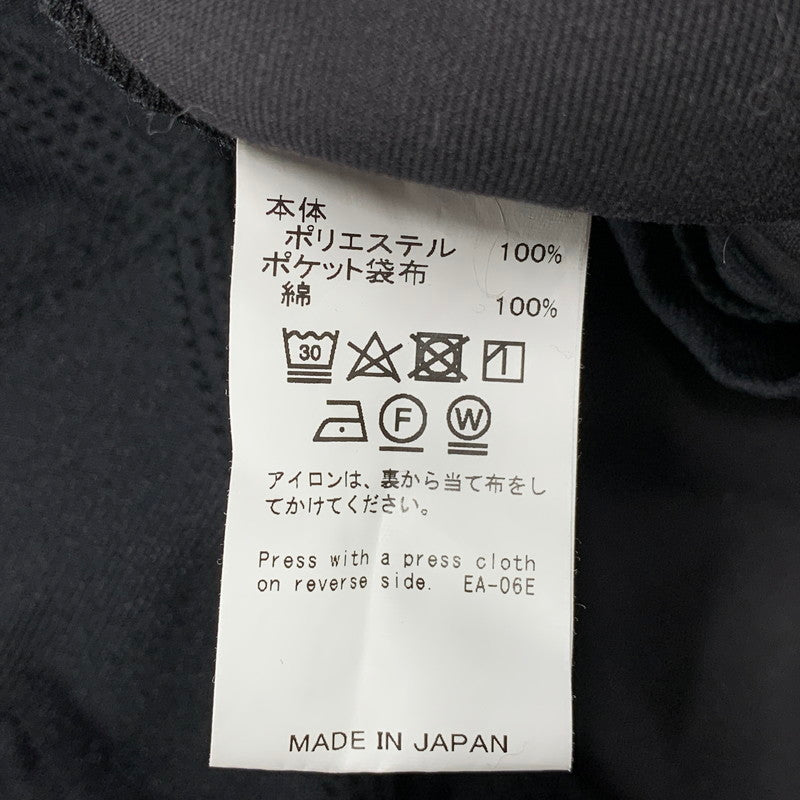 本体
ポリエステル 100%
ポケット袋布
綿 100%
30
F W
アイロンは、裏から当て布をし
てかけてください。
Press with a press cloth
on reverse side. EA-06E
MADE IN JAPAN